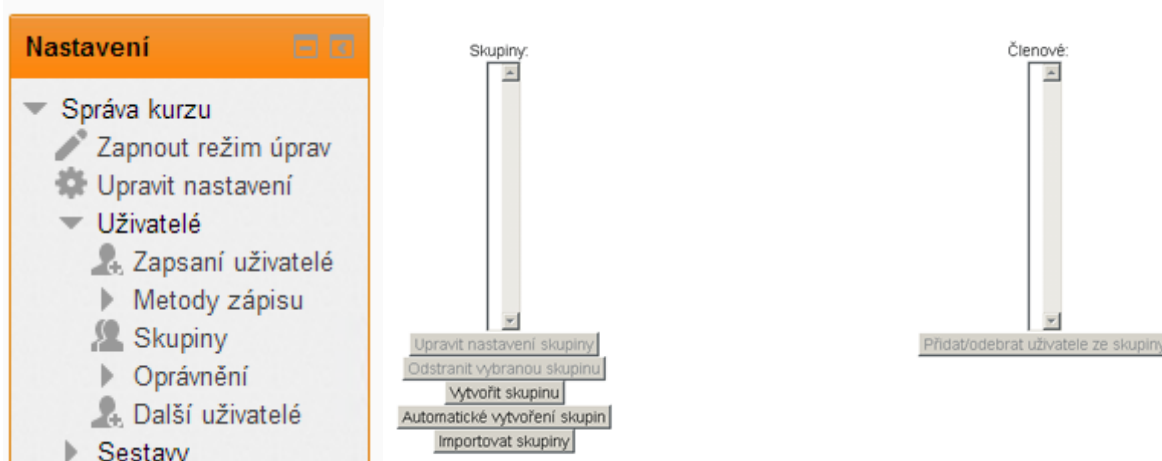 Nastavení
Správa kurzu
Zapnout režim úprav
Upravit nastavení
Uživatelé
Zapsaní uživatelé
Metody zápisu
Skupiny
Oprávnění
Další uživatelé
Sestavy
Skupiny:
Upravit nastavení skupiny
Odstranit vybranou skupinu
Vytvořit skupinu
Automatické vytvoření skupin
Importovat skupiny
Členové:
Přidat/odebrat uživatele ze skupiny